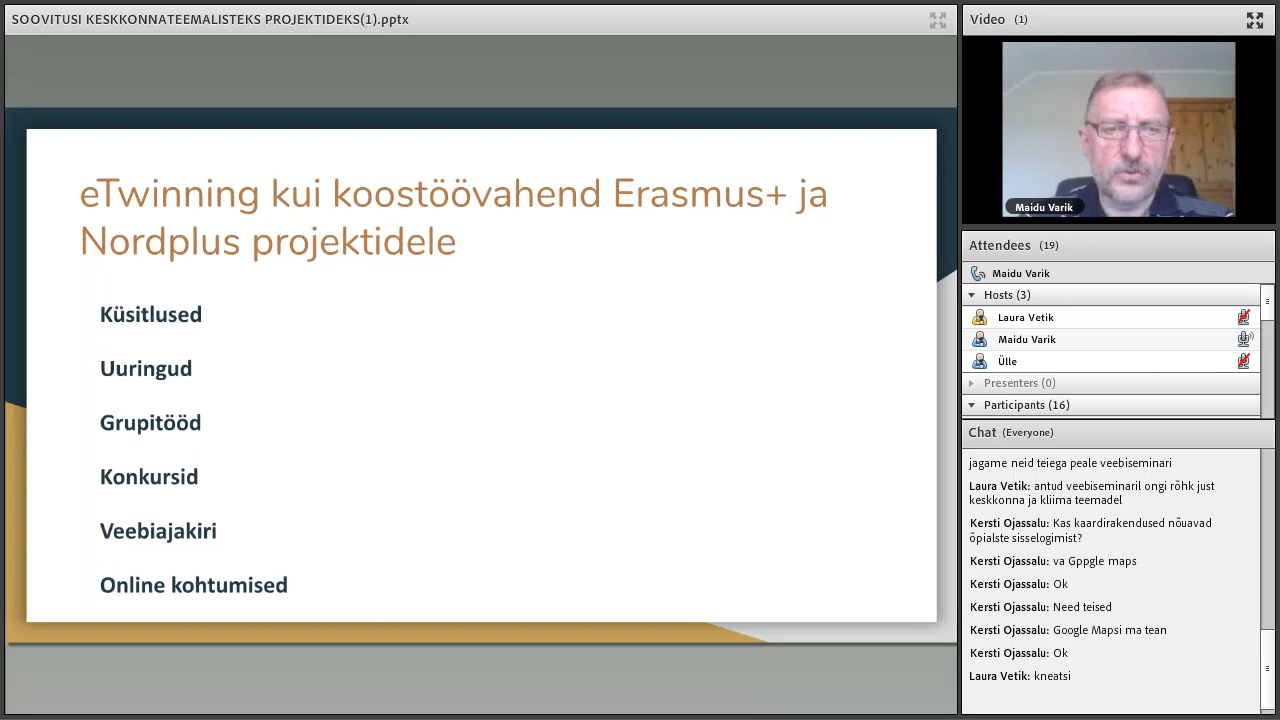 SOOVITUSI KESKKONNATEEMALISTEKS PROJEKTIDEKS(1).pptx
eTwinning kui koostöövahend Erasmus+ ja
Nordplus projektidele
Küsitlused
Uuringud
Grupitööd
Konkursid
Veebiajakiri
Online kohtumised
Video (1)
Maidu Varik
Attendees (19)
Maidu Varik
Hosts (3)
Laura Vetik
Maidu Varik
Ülle
Presenters (0)
Participants (16)
Chat (Everyone)
jagame neid teiega peale veebiseminari
Laura Vetik: antud veebiseminaril ongi rõhk just
keskkonna ja kliima teemadel
Kersti Ojassalu: Kas kaardirakendused nõuavad
õpialste sisselogimist?
Kersti Ojassalu: va Gppgle maps
Kersti Ojassalu: Ok
Kersti Ojassalu: Need teised
Kersti Ojassalu: Google Mapsi ma tean
Kersti Ojassalu: Ok
Laura Vetik: kneatsi